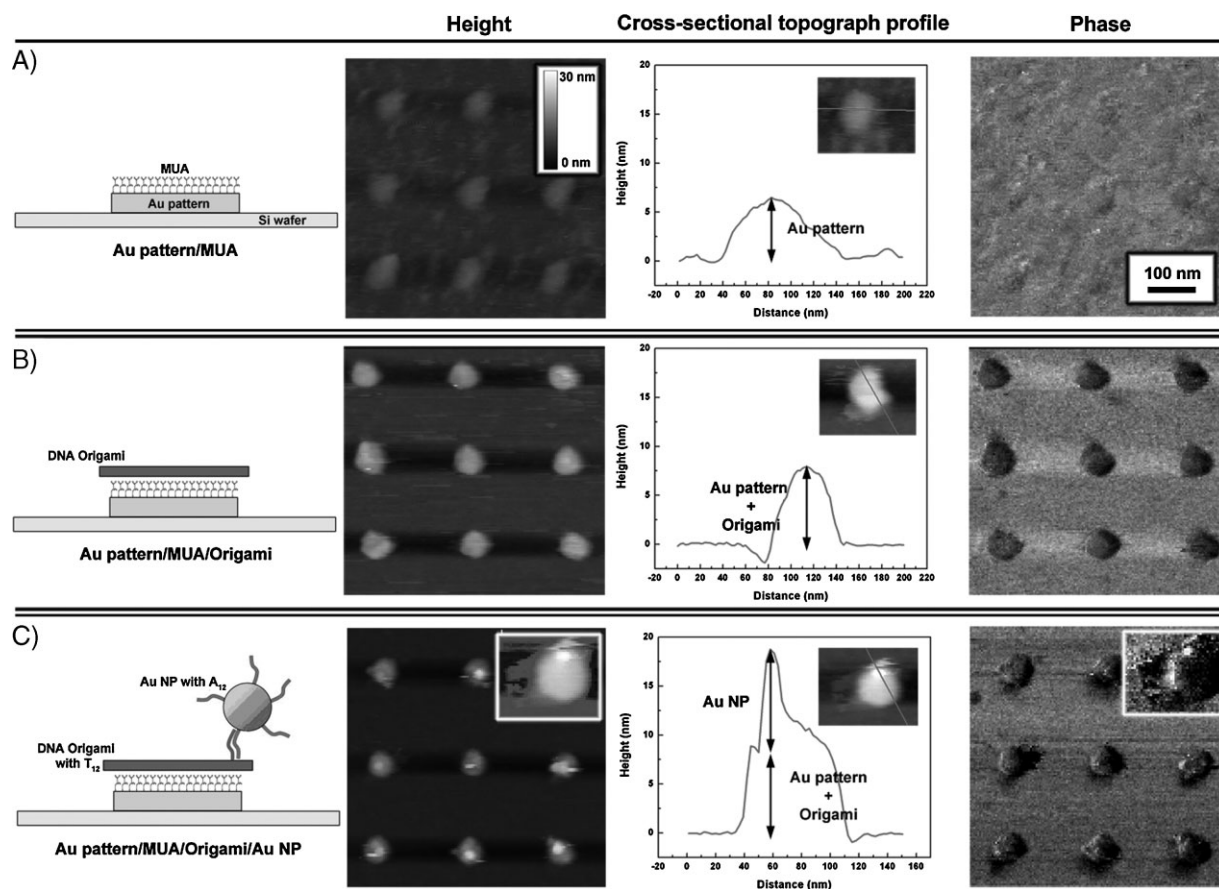 Height
Cross-sectional topograph profile
Phase
A)
MUA
Au pattern
Si wafer
Au pattern/MUA
30 nm
0 nm
Height (nm)
20
15
10
5
0
Au pattern
-20 0 20 40 60 80 100 120 140 160 180 200 220
Distance (nm)
100 nm
B)
DNA Origami
Au pattern/MUA/Origami
Height (nm)
20
15
10
5
0
Au pattern
+
Origami
-20 0 20 40 60 80 100 120 140 160 180 200 220
Distance (nm)
C)
Au NP with A₁₂
DNA Origami
with T₁₂
Au pattern/MUA/Origami/Au NP
Height (nm)
20
15
10
5
0
Au NP
Au pattern
+
Origami
-20 0 20 40 60 80 100 120 140 160
Distance (nm)